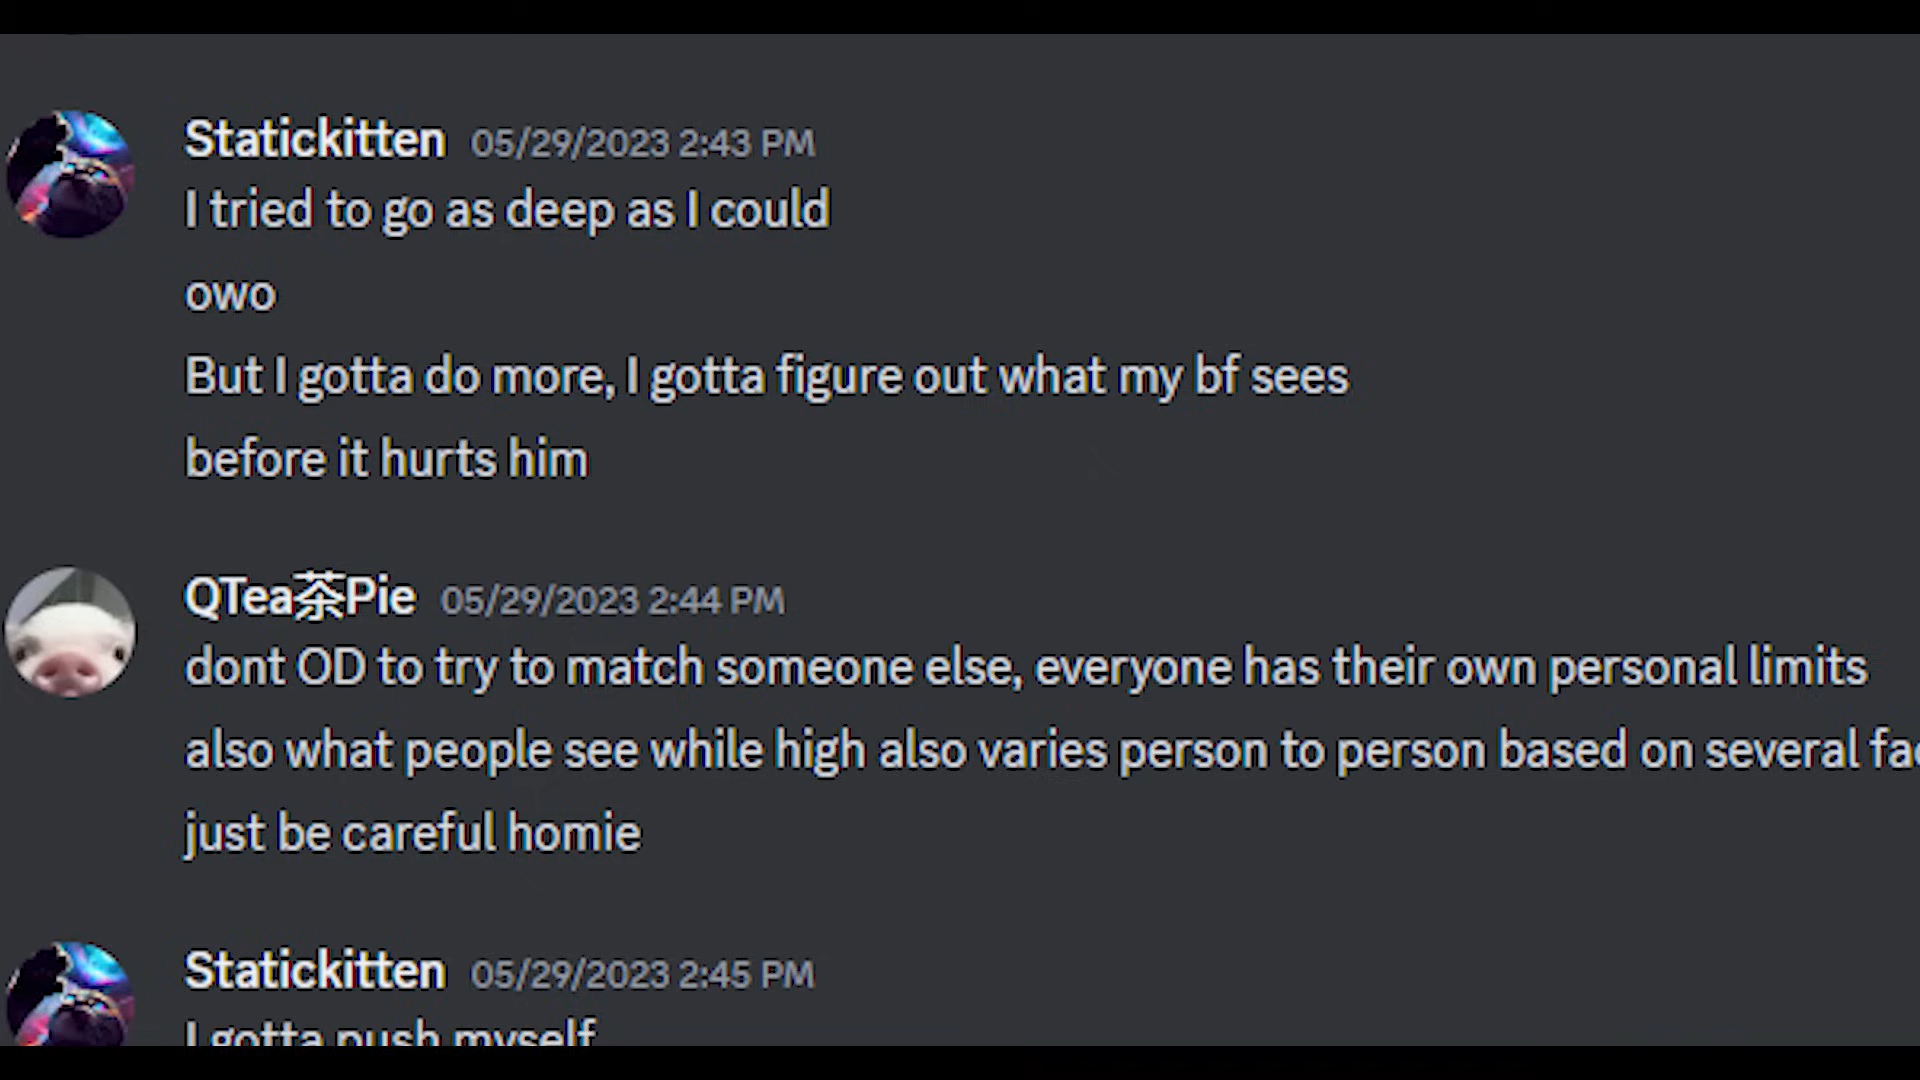 Statickitten 05/29/2023 2:43 PM
I tried to go as deep as I could
owo
But I gotta do more, I gotta figure out what my bf sees
before it hurts him
QTea茶Pie 05/29/2023 2:44 PM
dont OD to try to match someone else, everyone has their own personal limits
also what people see while high also varies person to person based on several
just be careful homie
Statickitten 05/29/2023 2:45 PM
I gotta push myself